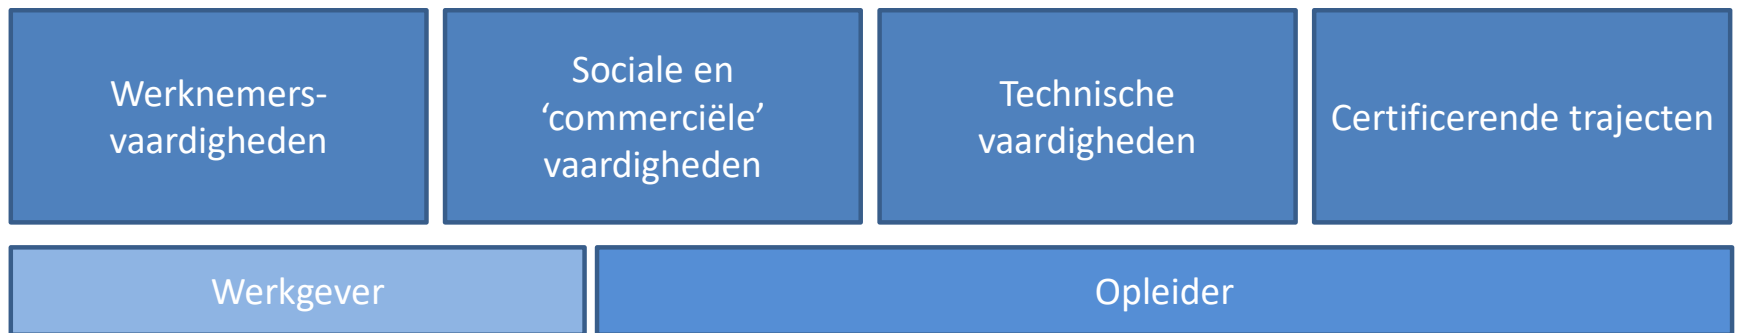 Werknemers-
vaardigheden
Sociale en
‘commerciële’
vaardigheden
Technische
vaardigheden
Certificerende trajecten
Werkgever
Opleider